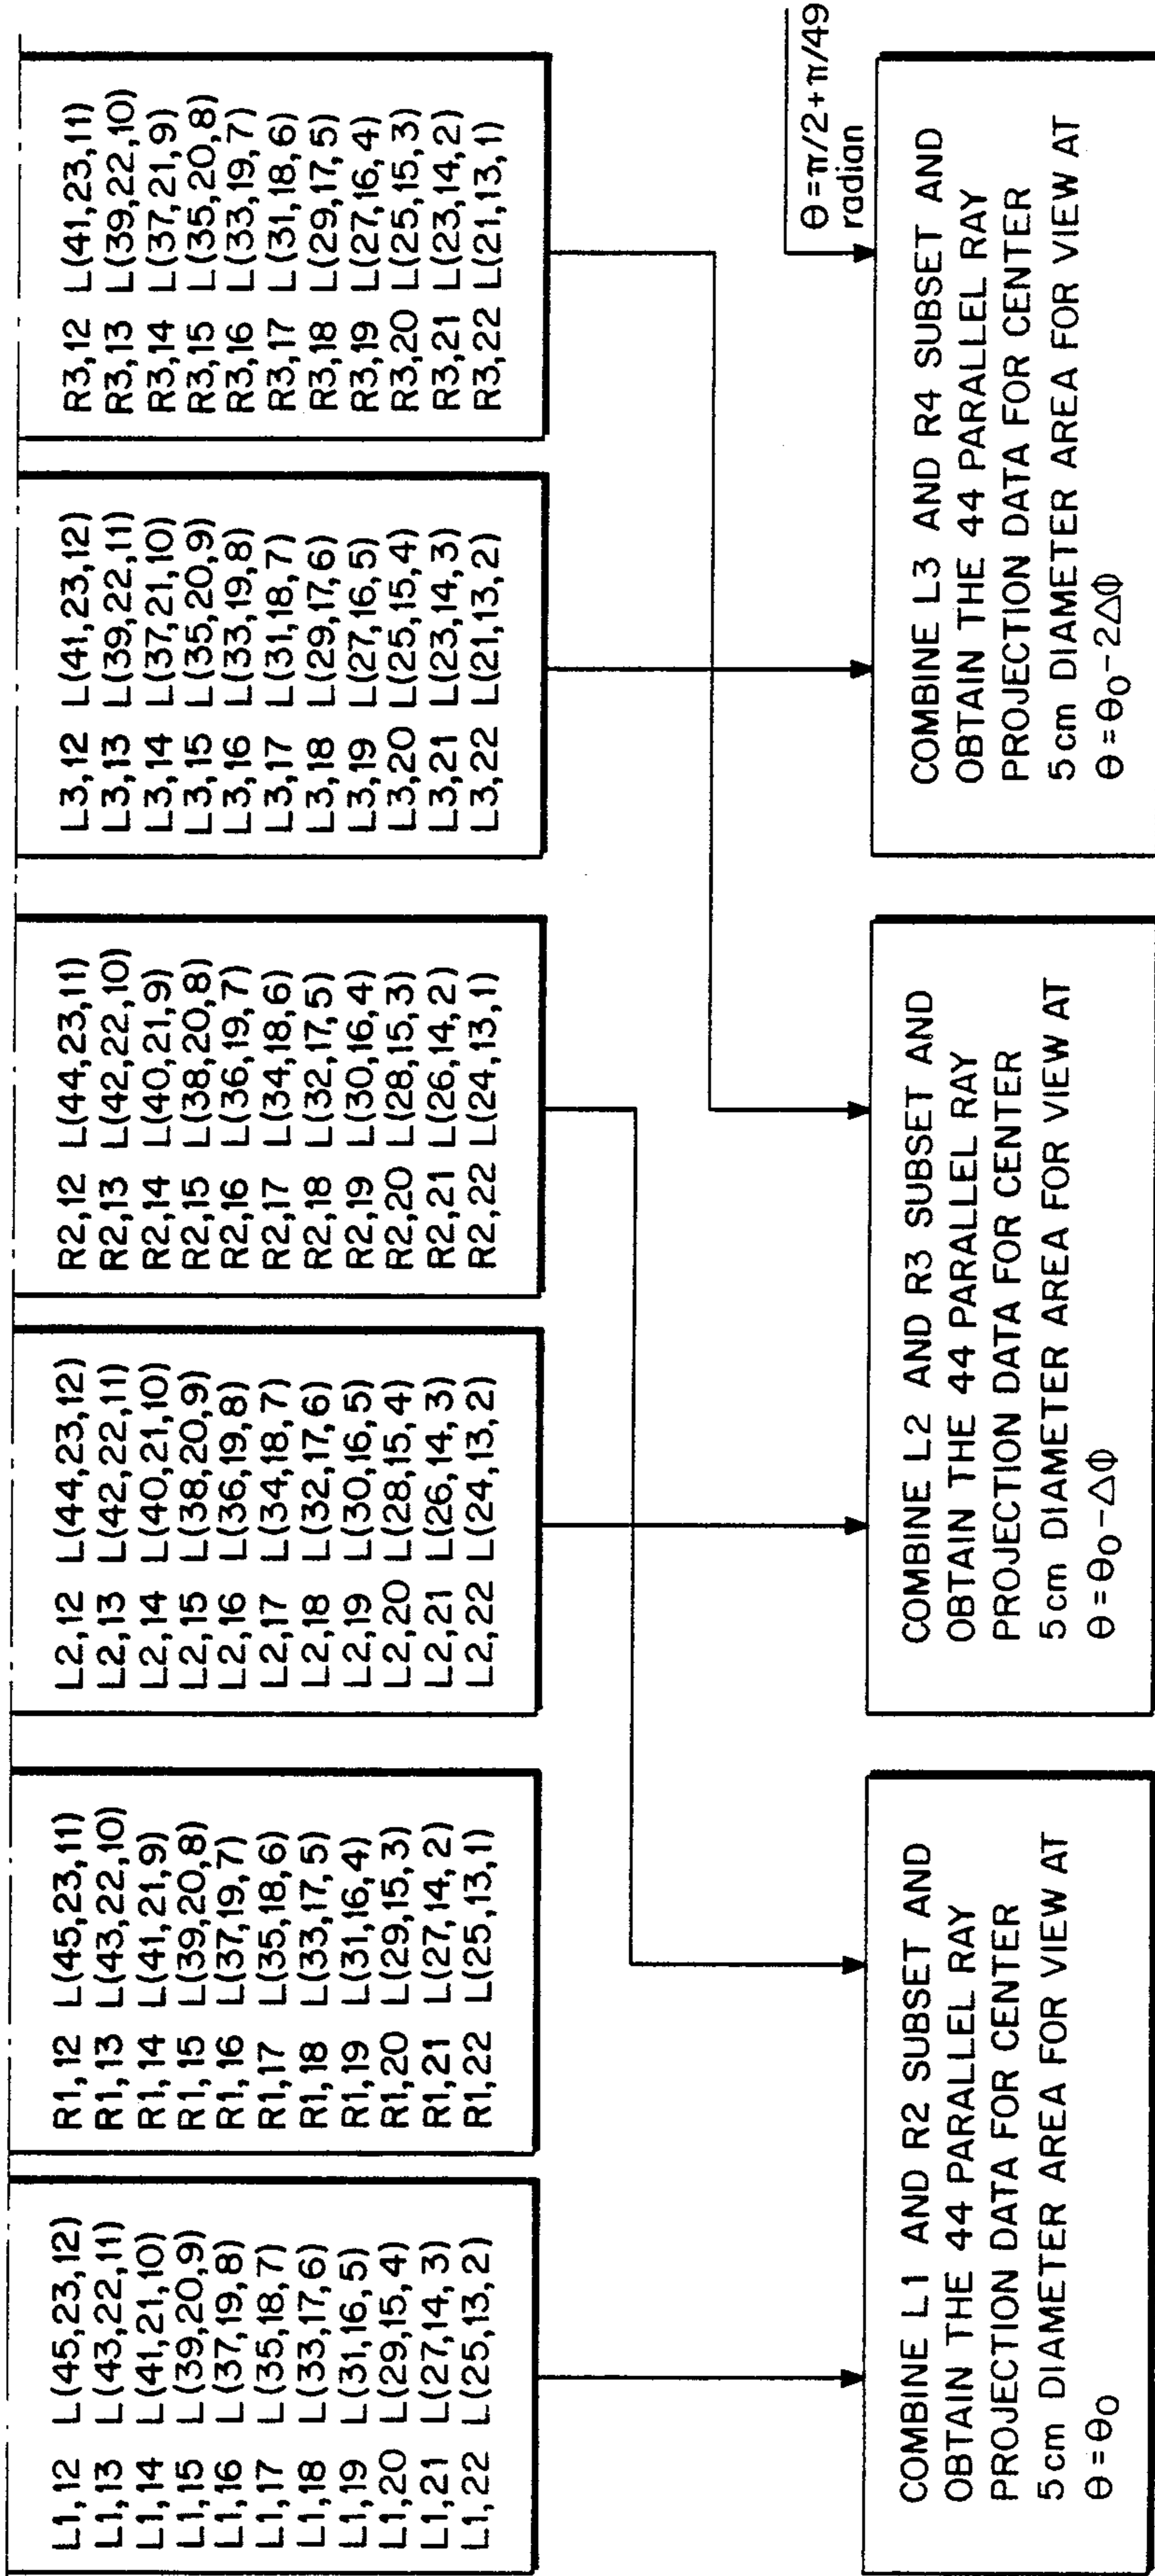 L1,12 L(45,23,12)
L1,13 L(43,22,11)
L1,14 L(41,21,10)
L1,15 L(39,20,9)
L1,16 L(37,19,8)
L1,17 L(35,18,7)
L1,18 L(33,17,6)
L1,19 L(31,16,5)
L1,20 L(29,15,4)
L1,21 L(27,14,3)
L1,22 L(25,13,2)
R1,12 L(45,23,11)
R1,13 L(43,22,10)
R1,14 L(41,21,9)
R1,15 L(39,20,8)
R1,16 L(37,19,7)
R1,17 L(35,18,6)
R1,18 L(33,17,5)
R1,19 L(31,16,4)
R1,20 L(29,15,3)
R1,21 L(27,14,2)
R1,22 L(25,13,1)
L2,12 L(44,23,12)
L2,13 L(42,22,11)
L2,14 L(40,21,10)
L2,15 L(38,20,9)
L2,16 L(36,19,8)
L2,17 L(34,18,7)
L2,18 L(32,17,6)
L2,19 L(30,16,5)
L2,20 L(28,15,4)
L2,21 L(26,14,3)
L2,22 L(24,13,2)
R2,12 L(44,23,11)
R2,13 L(42,22,10)
R2,14 L(40,21,9)
R2,15 L(38,20,8)
R2,16 L(36,19,7)
R2,17 L(34,18,6)
R2,18 L(32,17,5)
R2,19 L(30,16,4)
R2,20 L(28,15,3)
R2,21 L(26,14,2)
R2,22 L(24,13,1)
L3,12 L(41,23,12)
L3,13 L(39,22,11)
L3,14 L(37,21,10)
L3,15 L(35,20,9)
L3,16 L(33,19,8)
L3,17 L(31,18,7)
L3,18 L(29,17,6)
L3,19 L(27,16,5)
L3,20 L(25,15,4)
L3,21 L(23,14,3)
L3,22 L(21,13,2)
R3,12 L(41,23,11)
R3,13 L(39,22,10)
R3,14 L(37,21,9)
R3,15 L(35,20,8)
R3,16 L(33,19,7)
R3,17 L(31,18,6)
R3,18 L(29,17,5)
R3,19 L(27,16,4)
R3,20 L(25,15,3)
R3,21 L(23,14,2)
R3,22 L(21,13,1)
θ=π/2+π/49
radian
COMBINE L1 AND R2 SUBSET AND
OBTAIN THE 44 PARALLEL RAY
PROJECTION DATA FOR CENTER
5cm DIAMETER AREA FOR VIEW AT
θ=θ₀
COMBINE L2 AND R3 SUBSET AND
OBTAIN THE 44 PARALLEL RAY
PROJECTION DATA FOR CENTER
5cm DIAMETER AREA FOR VIEW AT
θ=θ₀-ΔΦ
COMBINE L3 AND R4 SUBSET AND
OBTAIN THE 44 PARALLEL RAY
PROJECTION DATA FOR CENTER
5cm DIAMETER AREA FOR VIEW AT
θ=θ₀-2ΔΦ